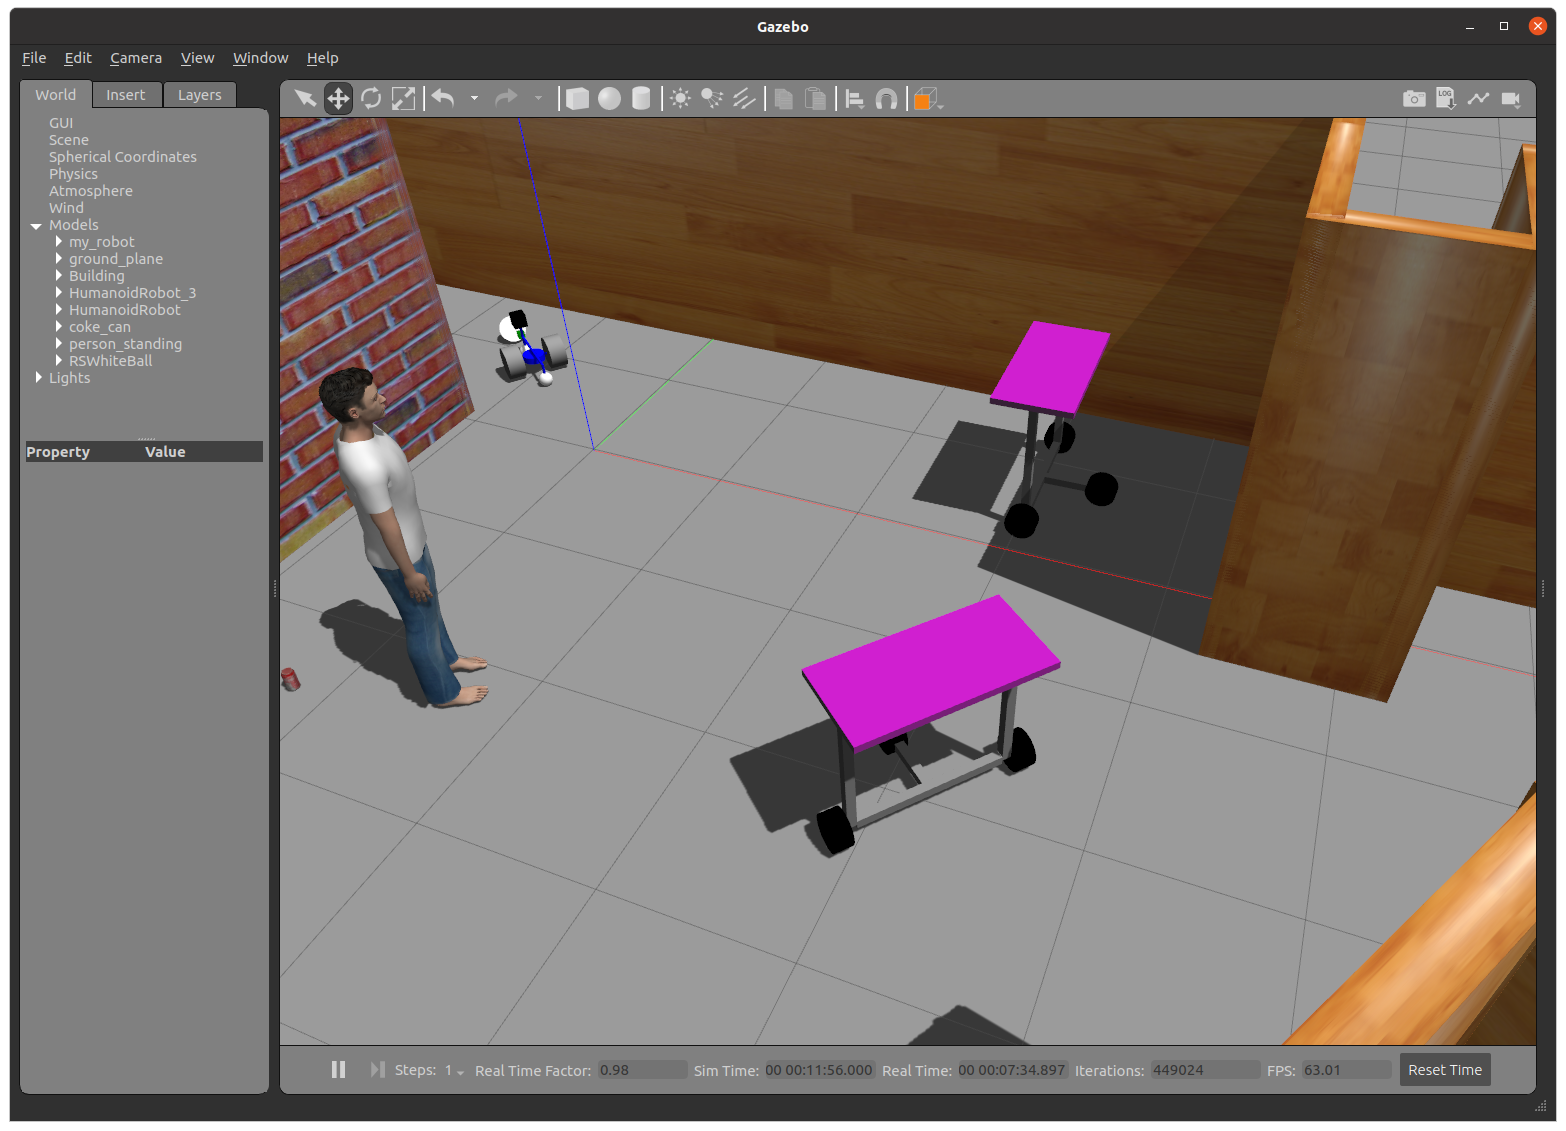 Gazebo
File Edit Camera View Window Help
World Insert Layers
LOG
GUI
Scene
Spherical Coordinates
Physics
Atmosphere
Wind
Models
my_robot
ground_plane
Building
HumanoidRobot_3
HumanoidRobot
coke_can
person_standing
RSWhiteBall
Lights
Property Value
Steps: 1 Real Time Factor: 0.98 Sim Time: 00 00:11:56.000 Real Time: 00 00:07:34.897 Iterations: 449024 FPS: 63.01 Reset Time